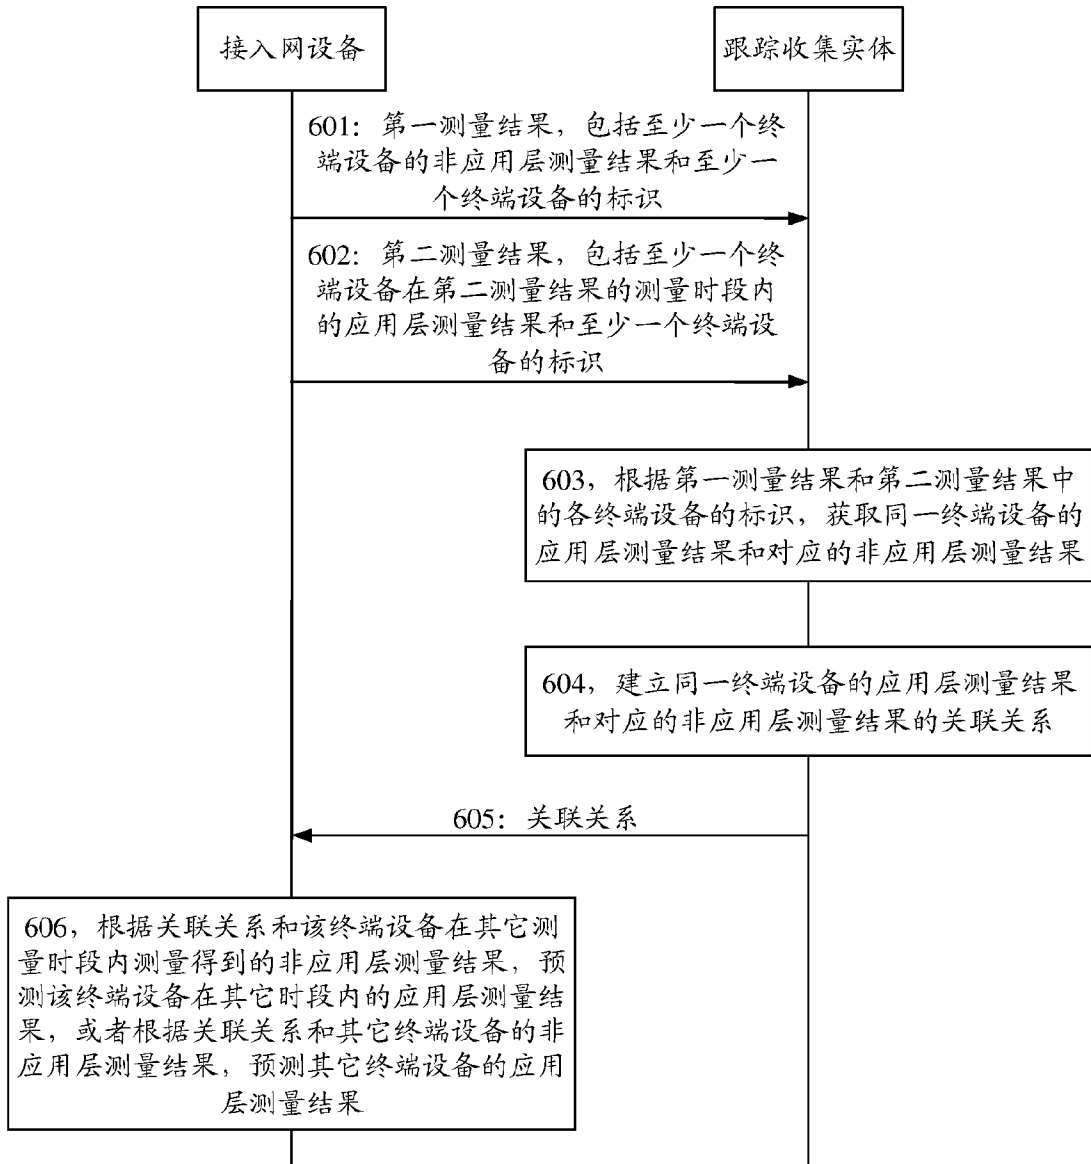 接入网设备
跟踪收集实体
601：第一测量结果，包括至少一个终
端设备的非应用层测量结果和至少一
个终端设备的标识
602：第二测量结果，包括至少一个终
端设备在第二测量结果的测量时段内
的应用层测量结果和至少一个终端设
备的标识
603，根据第一测量结果和第二测量结果中
的各终端设备的标识，获取同一终端设备的
应用层测量结果和对应的非应用层测量结果
604，建立同一终端设备的应用层测量结果
和对应的非应用层测量结果的关联关系
605：关联关系
606，根据关联关系和该终端设备在其它测
量时段内测量得到的非应用层测量结果，预
测该终端设备在其它时段内的应用层测量结
果，或者根据关联关系和其它终端设备的非
应用层测量结果，预测其它终端设备的应用
层测量结果